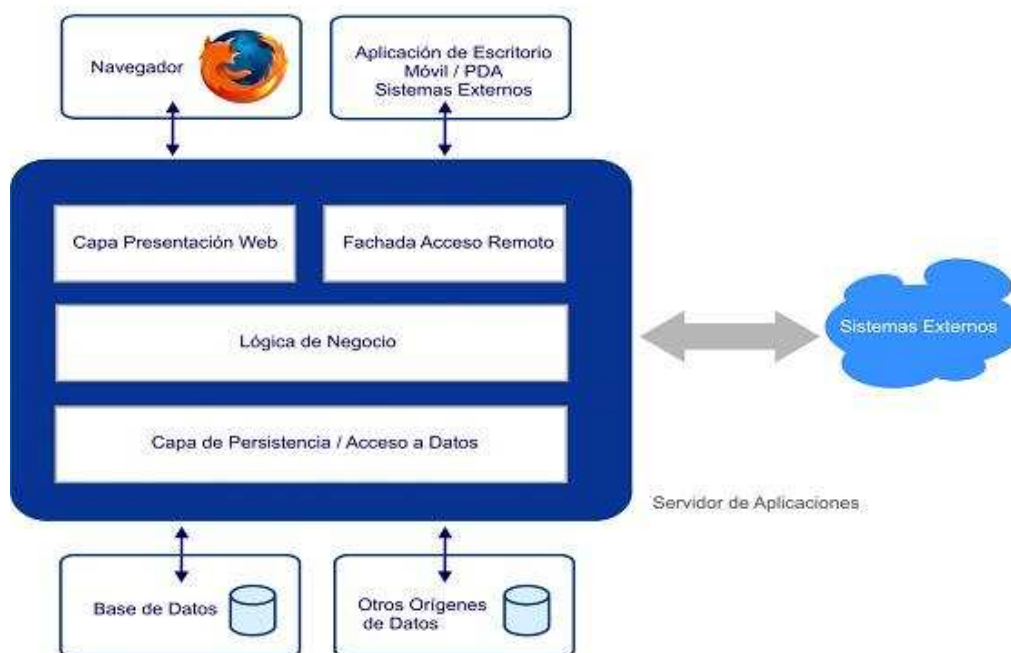 Navegador
Aplicación de Escritorio
Móvil / PDA
Sistemas Externos
Capa Presentación Web
Fachada Acceso Remoto
Lógica de Negocio
Sistemas Externos
Capa de Persistencia / Acceso a Datos
Servidor de Aplicaciones
Base de Datos
Otros Orígenes
de Datos